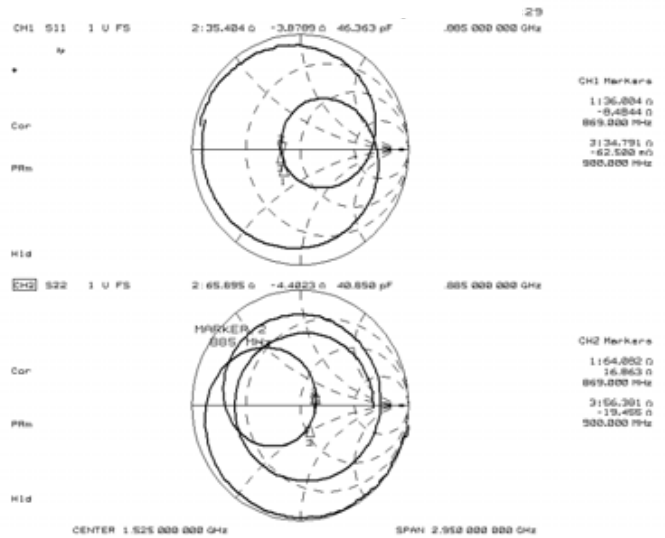 :29
CH1 S11 1 U FS 2:35.404 Ω -3.8789 Ω 46.363 pF .885 000 000 GHz
CH1 Markers
1:36.004 Ω
-8.4844 Ω
869.000 MHz
3:34.791 Ω
-62.500 mΩ
900.000 MHz
Cor
PRm
Hld
CH2 S22 1 U FS 2:65.895 Ω -4.4023 Ω 40.850 pF .885 000 000 GHz
MARKER 2
885 MHz
CH2 Markers
1:64.082 Ω
16.863 Ω
869.000 MHz
3:56.381 Ω
-19.455 Ω
900.000 MHz
Cor
PRm
Hld
CENTER 1.525 000 000 GHz SPAN 2.950 000 000 GHz